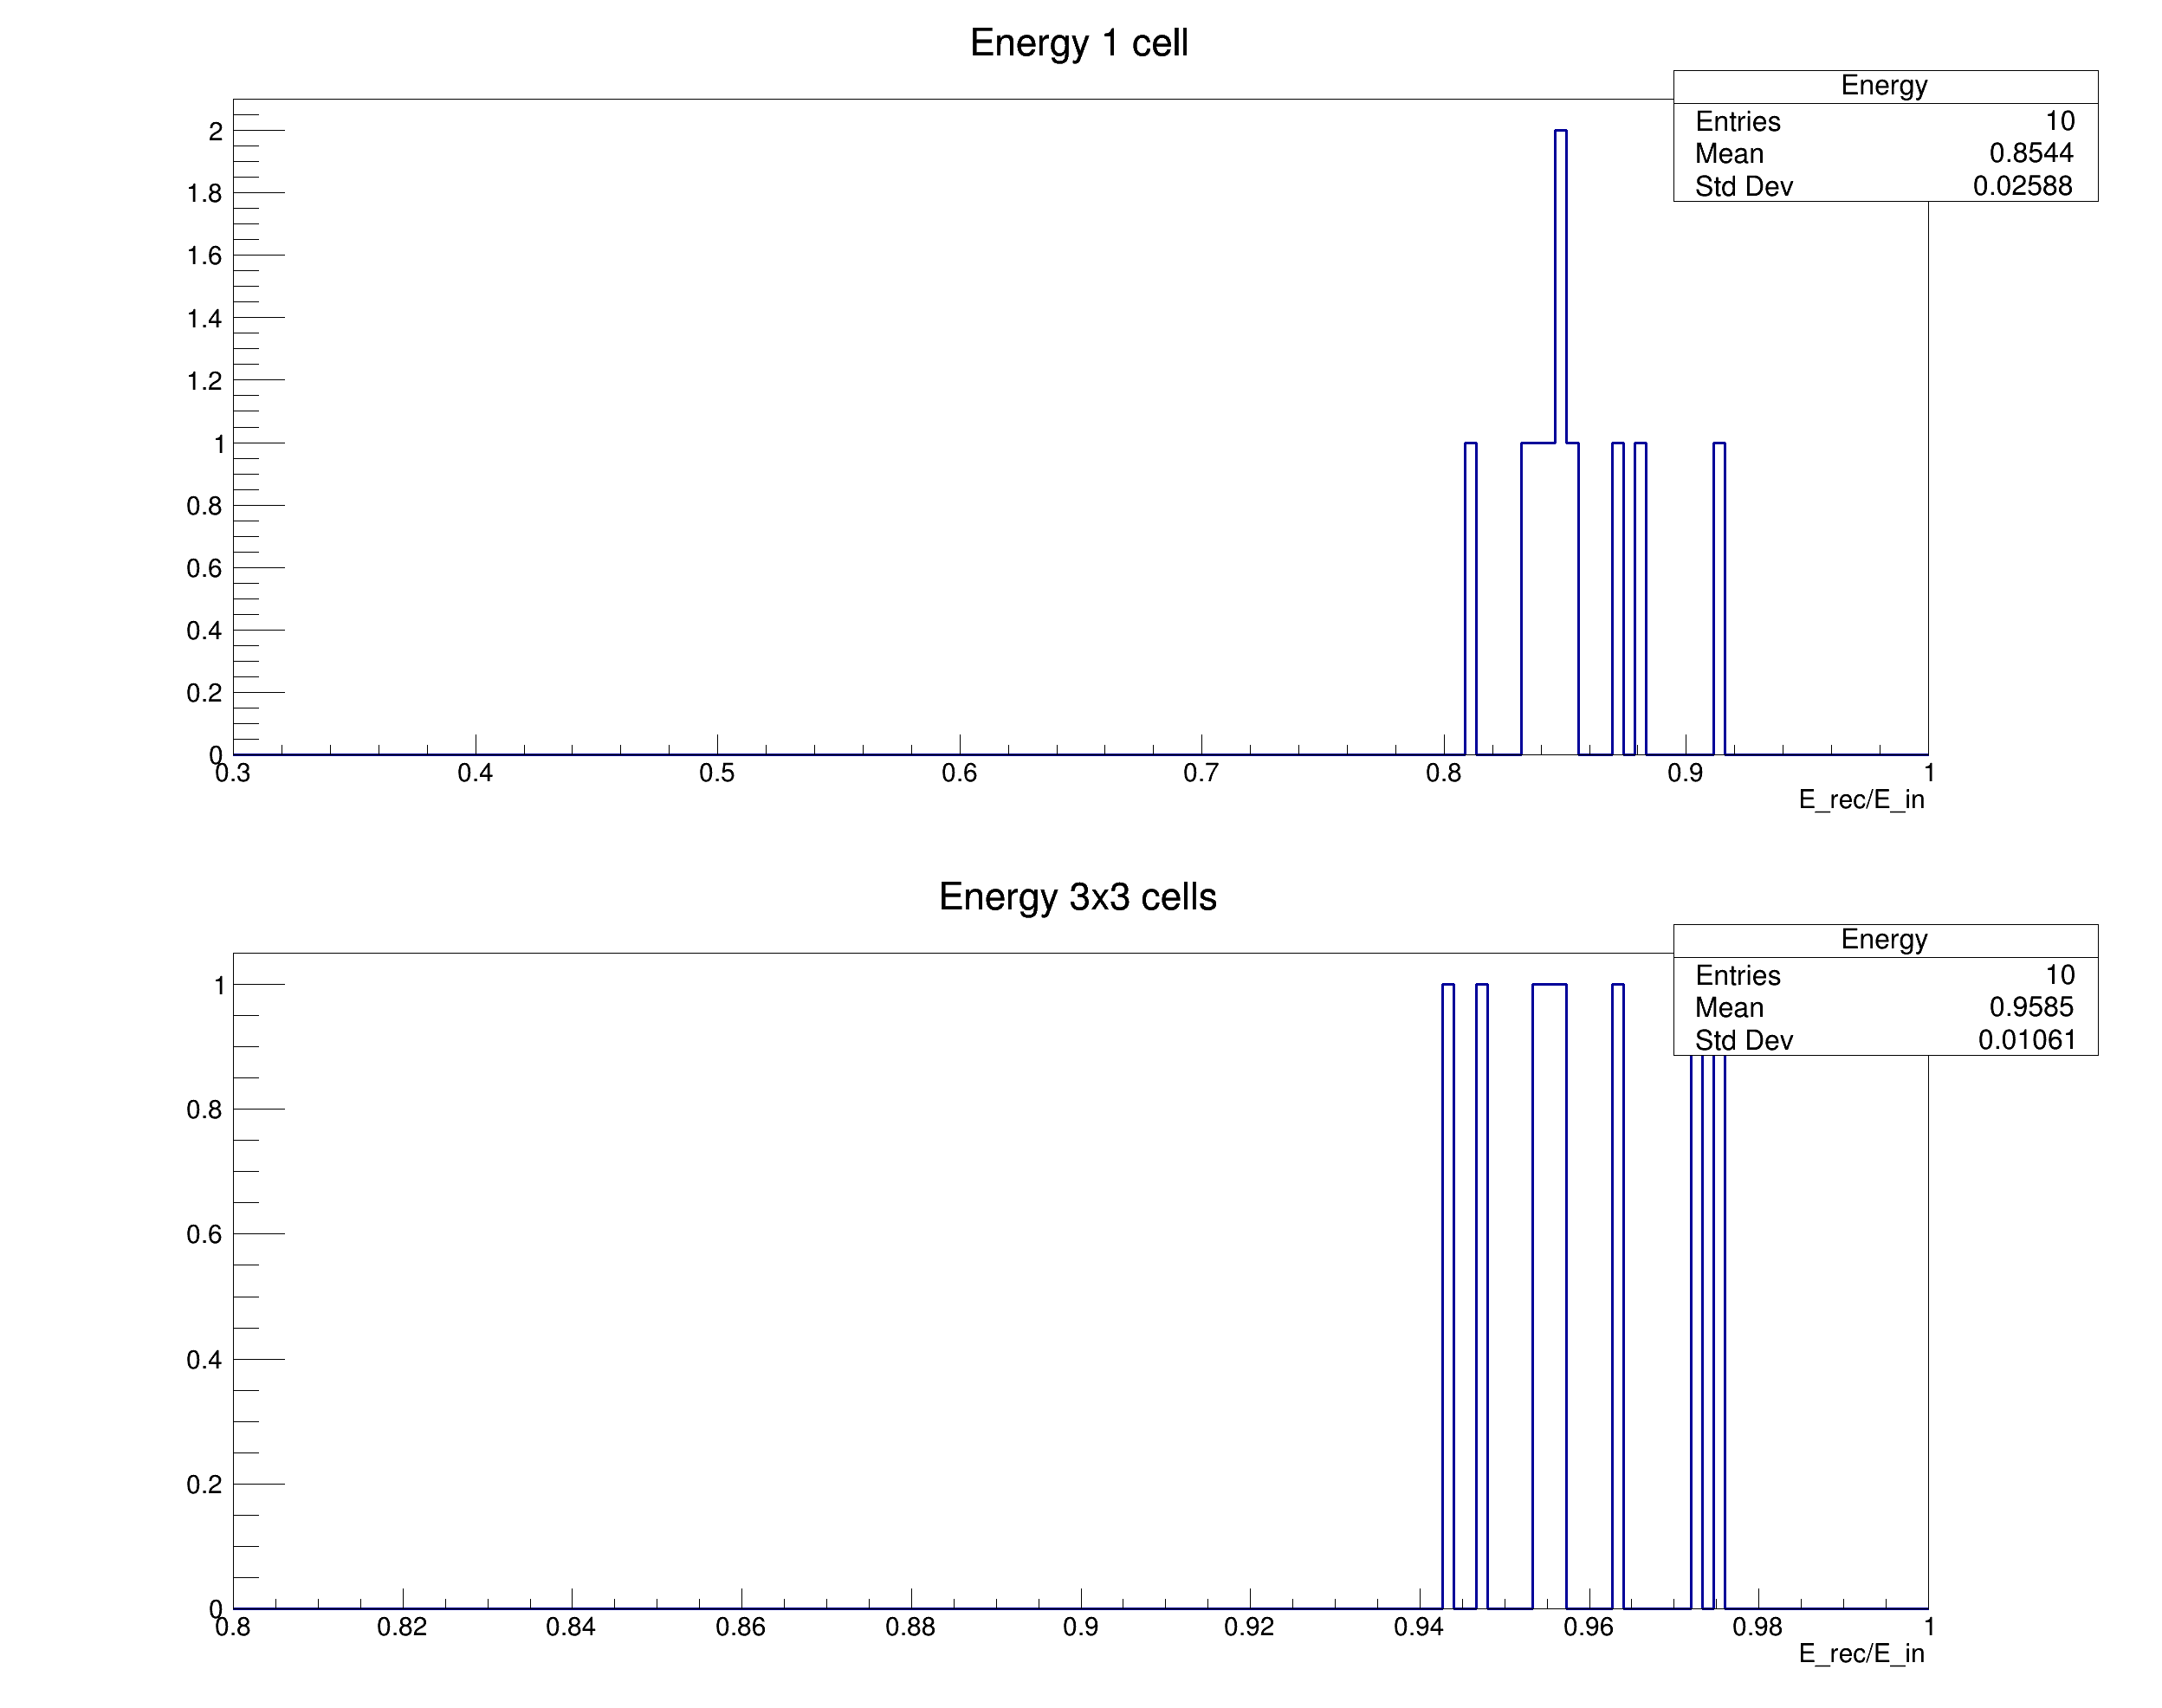 Energy 1 cell
Energy
Entries 10
Mean 0.8544
Std Dev 0.02588
2
1.8
1.6
1.4
1.2
1
0.8
0.6
0.4
0.2
0
0.3 0.4 0.5 0.6 0.7 0.8 0.9 1
E_rec/E_in
Energy 3x3 cells
Energy
Entries 10
Mean 0.9585
Std Dev 0.01061
1
0.8
0.6
0.4
0.2
0
0.8 0.82 0.84 0.86 0.88 0.9 0.92 0.94 0.96 0.98 1
E_rec/E_in